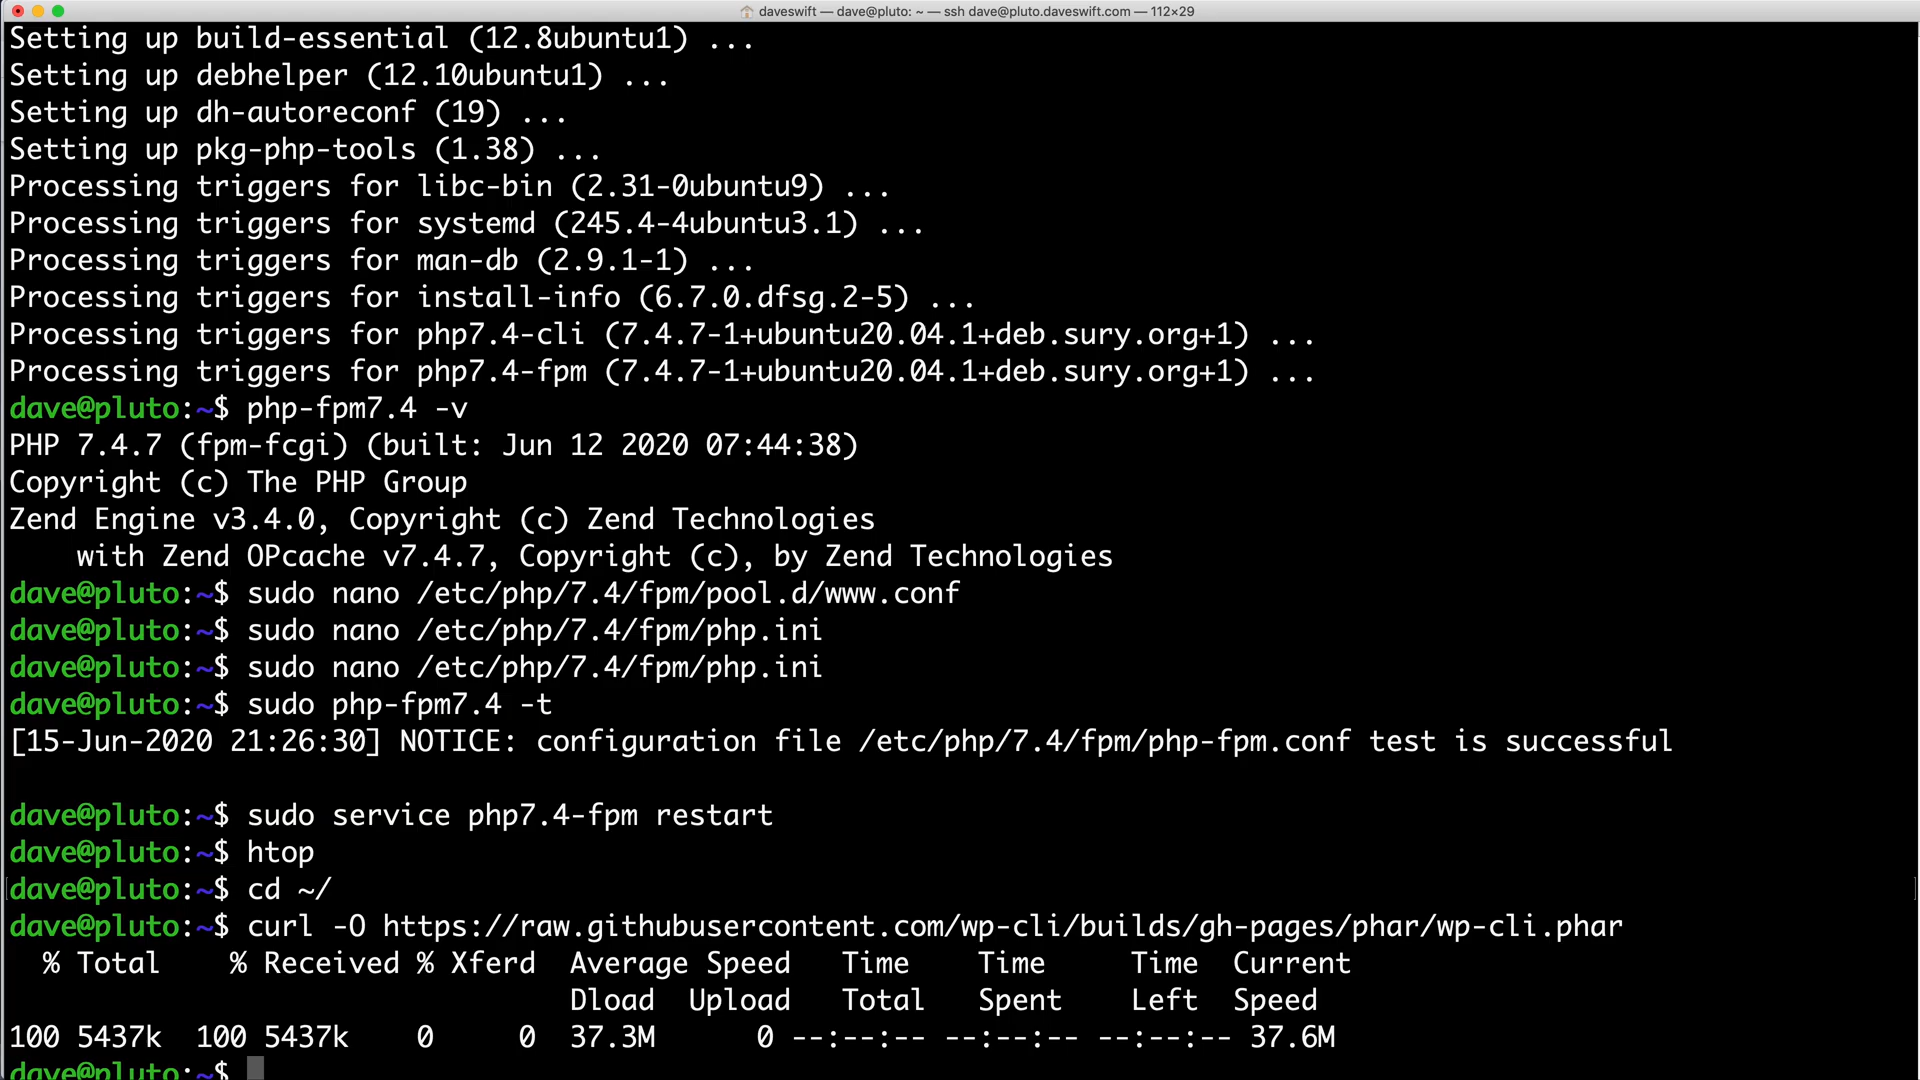 daveswift — dave@pluto: ~ — ssh dave@pluto.daveswift.com — 112×29
Setting up build-essential (12.8ubuntu1) ...
Setting up debhelper (12.10ubuntu1) ...
Setting up dh-autoreconf (19) ...
Setting up pkg-php-tools (1.38) ...
Processing triggers for libc-bin (2.31-0ubuntu9) ...
Processing triggers for systemd (245.4-4ubuntu3.1) ...
Processing triggers for man-db (2.9.1-1) ...
Processing triggers for install-info (6.7.0.dfsg.2-5) ...
Processing triggers for php7.4-cli (7.4.7-1+ubuntu20.04.1+deb.sury.org+1) ...
Processing triggers for php7.4-fpm (7.4.7-1+ubuntu20.04.1+deb.sury.org+1) ...
dave@pluto:~$ php-fpm7.4 -v
PHP 7.4.7 (fpm-fcgi) (built: Jun 12 2020 07:44:38)
Copyright (c) The PHP Group
Zend Engine v3.4.0, Copyright (c) Zend Technologies
    with Zend OPcache v7.4.7, Copyright (c), by Zend Technologies
dave@pluto:~$ sudo nano /etc/php/7.4/fpm/pool.d/www.conf
dave@pluto:~$ sudo nano /etc/php/7.4/fpm/php.ini
dave@pluto:~$ sudo nano /etc/php/7.4/fpm/php.ini
dave@pluto:~$ sudo php-fpm7.4 -t
[15-Jun-2020 21:26:30] NOTICE: configuration file /etc/php/7.4/fpm/php-fpm.conf test is successful
dave@pluto:~$ sudo service php7.4-fpm restart
dave@pluto:~$ htop
dave@pluto:~$ cd ~/
dave@pluto:~$ curl -O https://raw.githubusercontent.com/wp-cli/builds/gh-pages/phar/wp-cli.phar
  % Total    % Received % Xferd  Average Speed   Time    Time     Time  Current
                                 Dload  Upload   Total   Spent    Left  Speed
100 5437k  100 5437k    0     0  37.3M      0 --:--:-- --:--:-- --:--:-- 37.6M
dave@pluto:~$